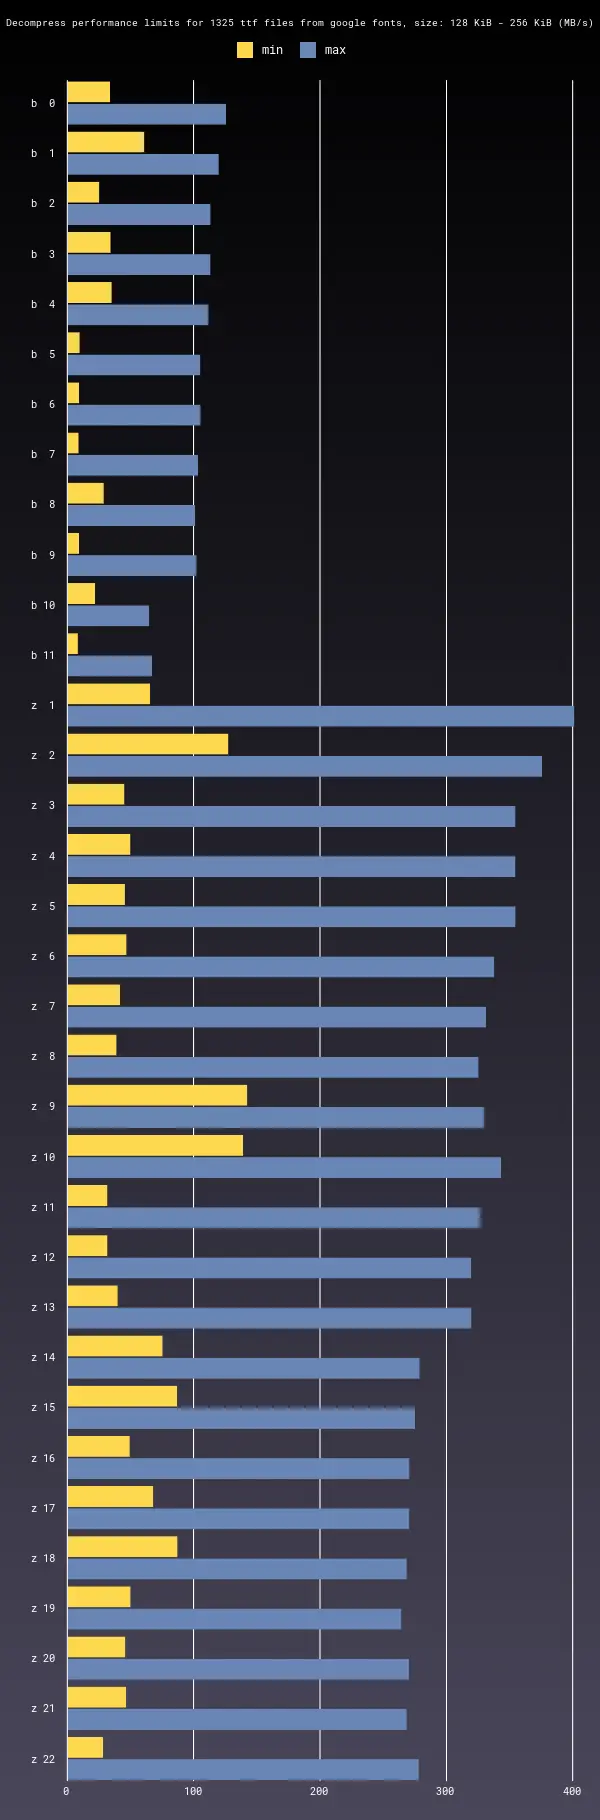 Decompress performance limits for 1325 ttf files from google fonts, size: 128 KiB - 256 KiB (MB/s)
min max
b 0
b 1
b 2
b 3
b 4
b 5
b 6
b 7
b 8
b 9
b 10
b 11
z 1
z 2
z 3
z 4
z 5
z 6
z 7
z 8
z 9
z 10
z 11
z 12
z 13
z 14
z 15
z 16
z 17
z 18
z 19
z 20
z 21
z 22
0 100 200 300 400